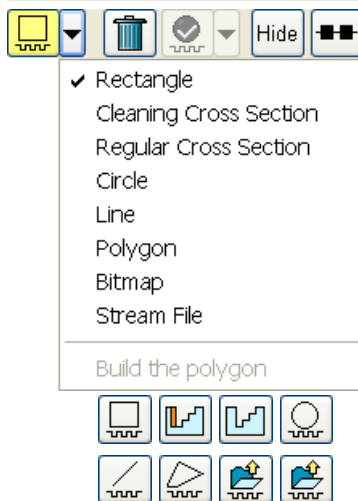 Hide
Rectangle
Cleaning Cross Section
Regular Cross Section
Circle
Line
Polygon
Bitmap
Stream File
Build the polygon